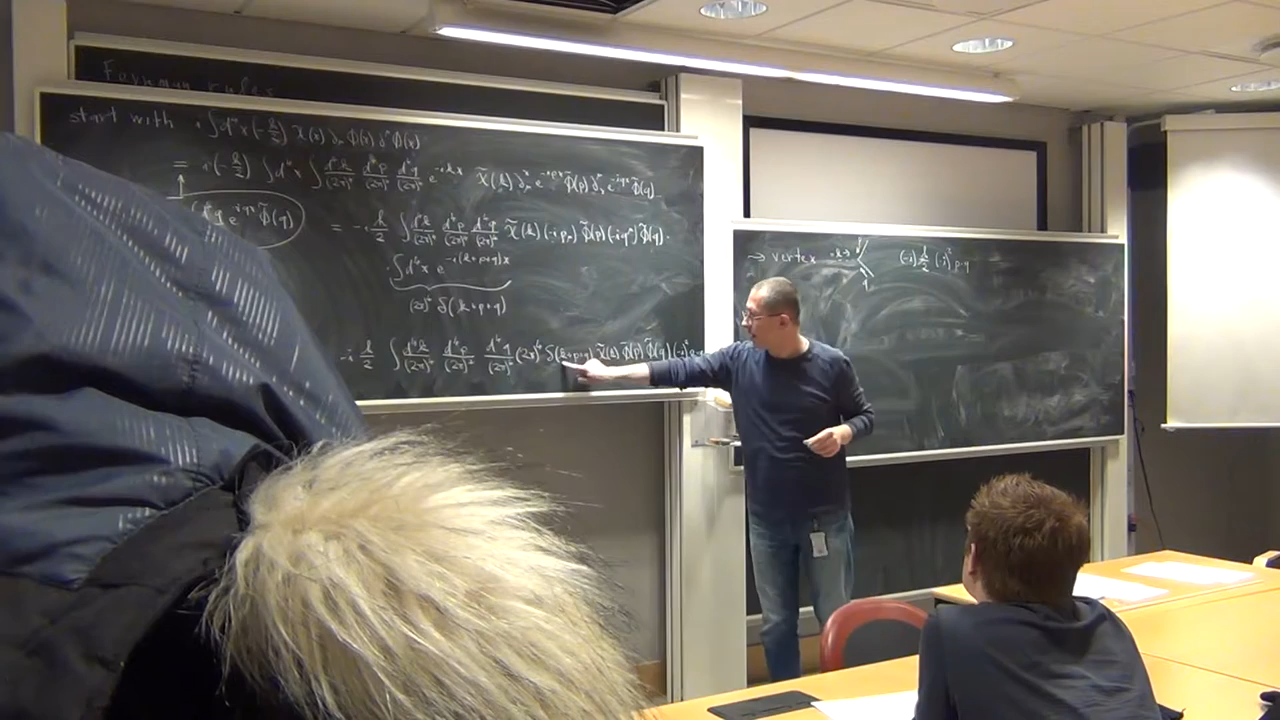 Feynman rules
start with i∫d⁴x(-λ/2) χ(x) ∂μ Φ(x) ∂^μ Φ(x)
= i(-λ/2) ∫d⁴x ∫ d⁴k/(2π)⁴ d⁴p/(2π)⁴ d⁴q/(2π)⁴ e^{-ikx} χ̃(k) ∂μ e^{-ipx} Φ̃(p) ∂^μ e^{-iqx} Φ̃(q)
q e^{-iqx} Φ̃(q)
= -i λ/2 ∫ d⁴k/(2π)⁴ d⁴p/(2π)⁴ d⁴q/(2π)⁴ χ̃(k) (-i pμ) Φ̃(p) (-i q^μ) Φ̃(q)
∫d⁴x e^{-i(k+p+q)x}
(2π)⁴ δ(k+p+q)
-i λ/2 ∫ d⁴k/(2π)⁴ d⁴p/(2π)⁴ d⁴q/(2π)⁴ (2π)⁴ δ(k+p+q) χ̃(k) Φ̃(p) Φ̃(q) (-i)²
→ vertex k→ p q (-i) λ/2 (-i)² p·q